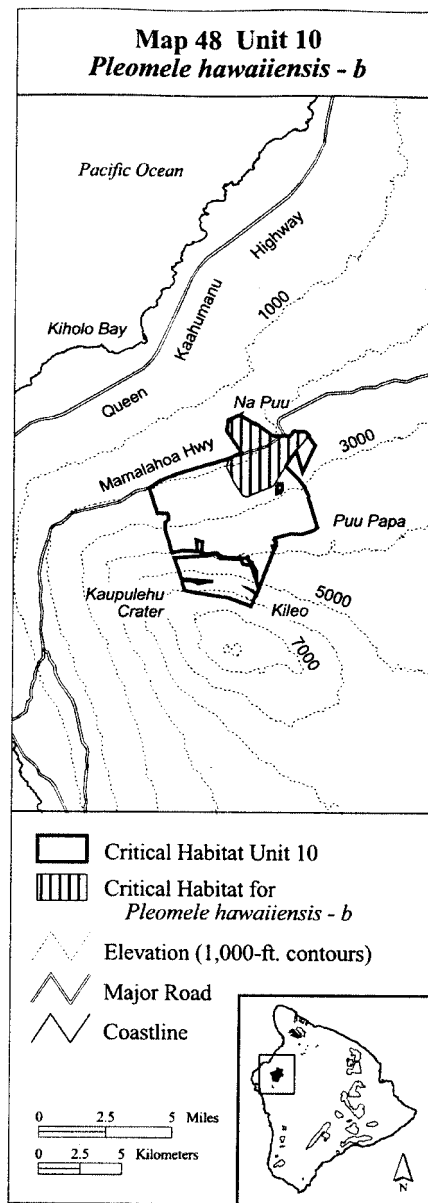 Map 48 Unit 10
Pleomele hawaiiensis - b
Pacific Ocean
Highway
Kaahumanu
1000
Kiholo Bay
Queen
Na Puu
Mamalahoa Hwy
3000
Puu Papa
Kaupulehu
Crater
5000
Kileo
7000
Critical Habitat Unit 10
Critical Habitat for
Pleomele hawaiiensis - b
Elevation (1,000-ft. contours)
Major Road
Coastline
0 2.5 5 Miles
0 2.5 5 Kilometers
N